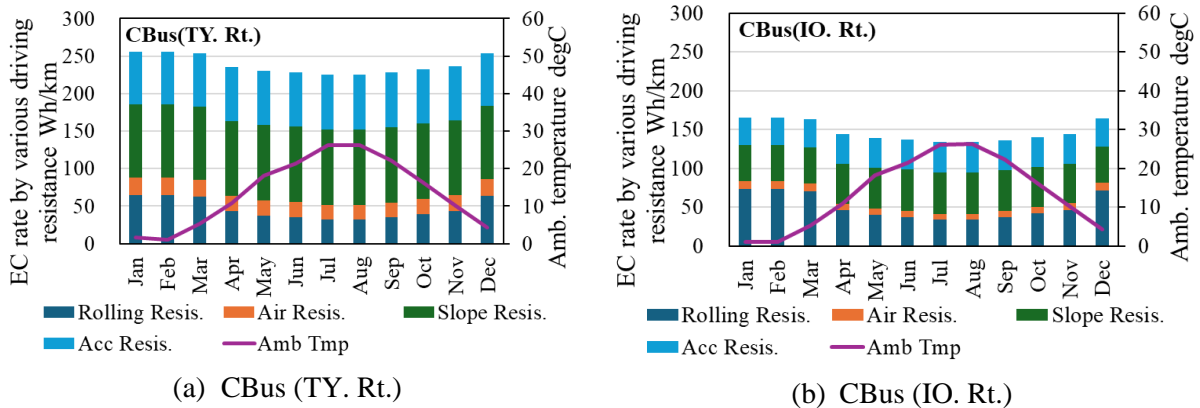 CBus(TY. Rt.)
EC rate by various driving
resistance Wh/km
300
250
200
150
100
50
0
60
50
40
30
20
10
0
Amb. temperature degC
Jan Feb Mar Apr May Jun Jul Aug Sep Oct Nov Dec
Rolling Resis. Air Resis. Slope Resis.
Acc Resis. Amb Tmp
(a) CBus (TY. Rt.)
CBus(IO. Rt.)
EC rate by various driving
resistance Wh/km
300
250
200
150
100
50
0
60
50
40
30
20
10
0
Amb. temperature degC
Jan Feb Mar Apr May Jun Jul Aug Sep Oct Nov Dec
Rolling Resis. Air Resis. Slope Resis.
Acc Resis. Amb Tmp
(b) CBus (IO. Rt.)